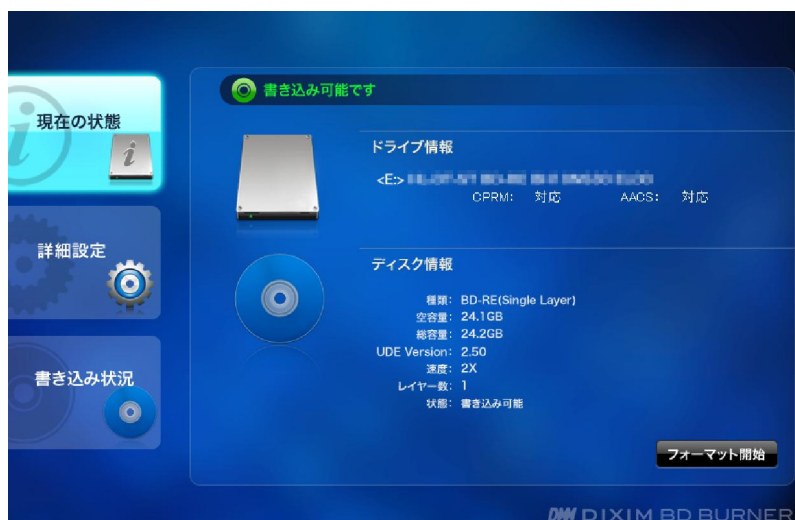 書き込み可能です
現在の状態
ドライブ情報
<E:>
CPRM: 対応 AACS: 対応
詳細設定
ディスク情報
種類: BD-RE(Single Layer)
空容量: 24.1GB
総容量: 24.2GB
UDE Version: 2.50
速度: 2X
レイヤー数: 1
状態: 書き込み可能
書き込み状況
フォーマット開始
DIXIM BD BURNER